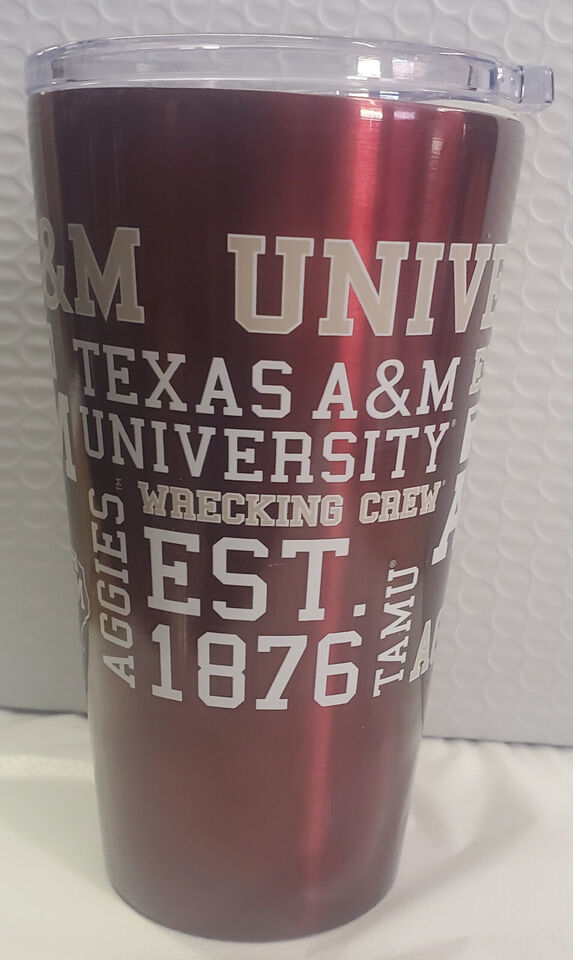 &M UNIVE
TEXAS A&M
UNIVERSITY®
WRECKING CREW®
AGGIES™
EST.
1876
TAMU®